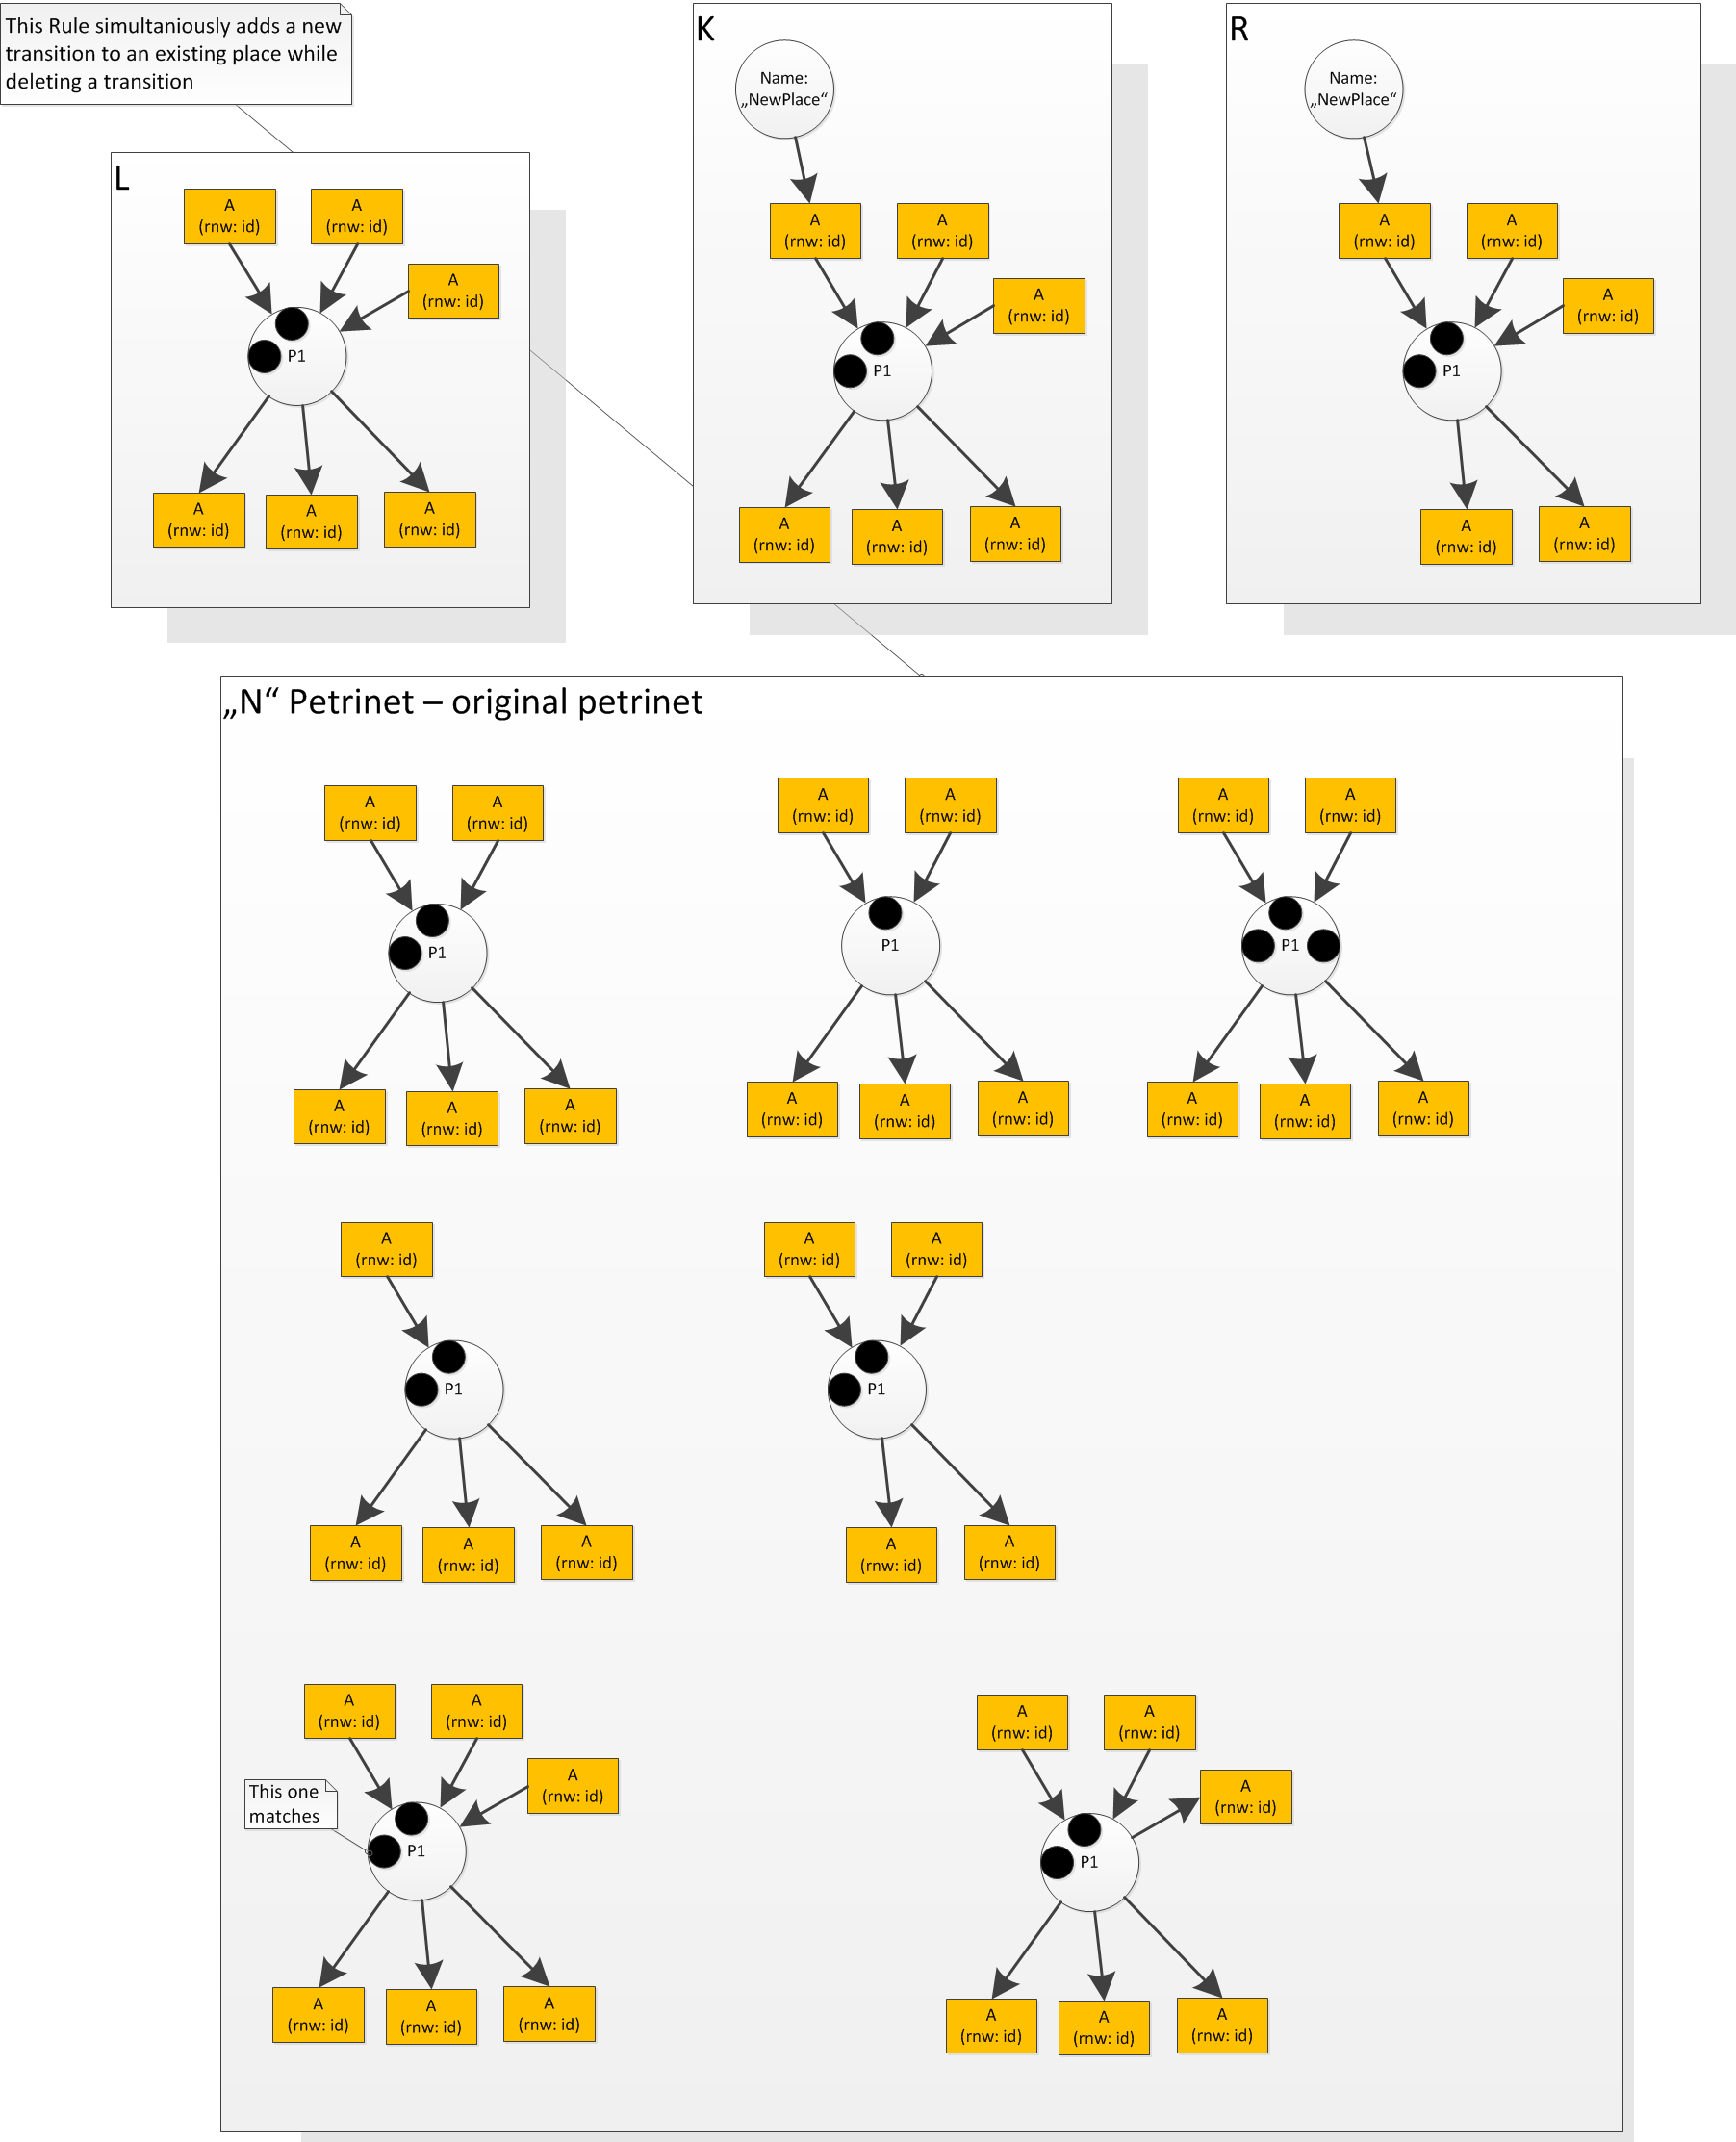 This Rule simultaniously adds a new
transition to an existing place while
deleting a transition
L
A
(rnw: id)
A
(rnw: id)
A
(rnw: id)
P1
A
(rnw: id)
A
(rnw: id)
A
(rnw: id)
K
Name:
„NewPlace“
A
(rnw: id)
A
(rnw: id)
A
(rnw: id)
P1
A
(rnw: id)
A
(rnw: id)
A
(rnw: id)
R
Name:
„NewPlace“
A
(rnw: id)
A
(rnw: id)
A
(rnw: id)
P1
A
(rnw: id)
A
(rnw: id)
„N“ Petrinet – original petrinet
A
(rnw: id)
A
(rnw: id)
P1
A
(rnw: id)
A
(rnw: id)
A
(rnw: id)
A
(rnw: id)
A
(rnw: id)
P1
A
(rnw: id)
A
(rnw: id)
A
(rnw: id)
A
(rnw: id)
A
(rnw: id)
P1
A
(rnw: id)
A
(rnw: id)
A
(rnw: id)
A
(rnw: id)
P1
A
(rnw: id)
A
(rnw: id)
A
(rnw: id)
A
(rnw: id)
A
(rnw: id)
P1
A
(rnw: id)
A
(rnw: id)
A
(rnw: id)
A
(rnw: id)
A
(rnw: id)
This one
matches
P1
A
(rnw: id)
A
(rnw: id)
A
(rnw: id)
A
(rnw: id)
A
(rnw: id)
A
(rnw: id)
P1
A
(rnw: id)
A
(rnw: id)
A
(rnw: id)